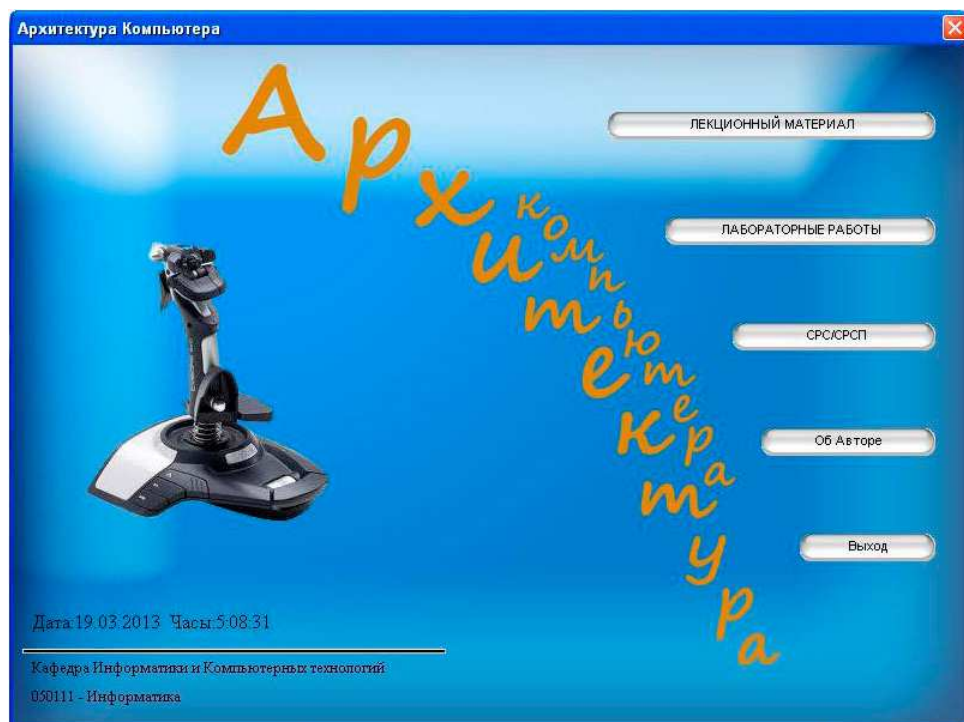 Архитектура Компьютера
Архитектура
компьютера
ЛЕКЦИОННЫЙ МАТЕРИАЛ
ЛАБОРАТОРНЫЕ РАБОТЫ
СРС/СРСП
Об Авторе
Выход
Дата:19.03.2013 Часы:5:08:31
Кафедра Информатики и Компьютерных технологий
050111 - Информатика